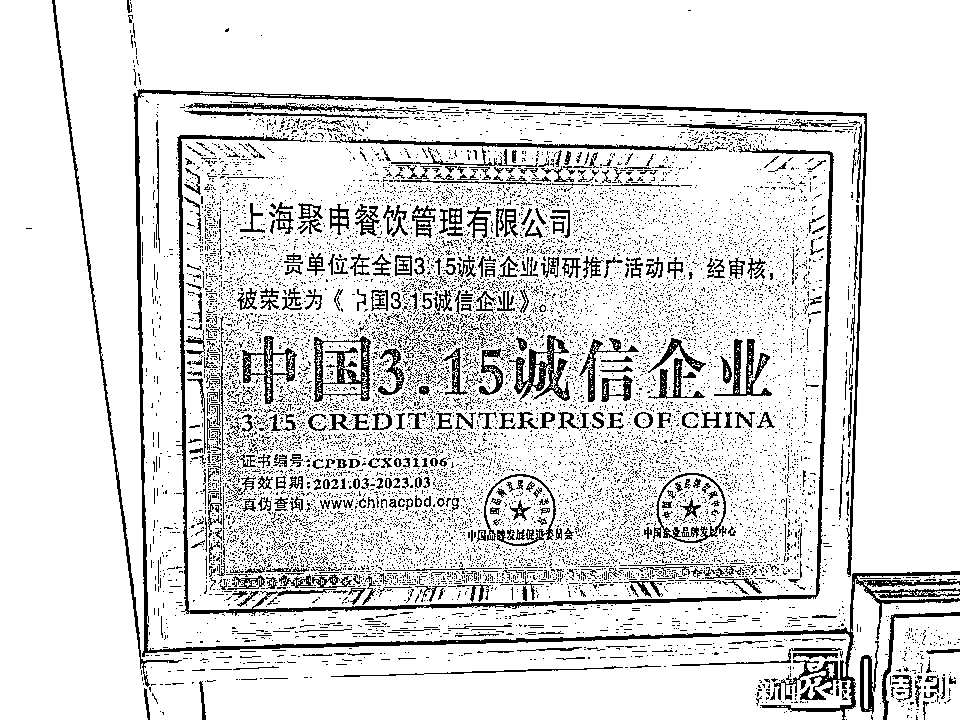 上海聚申餐饮管理有限公司
贵单位在全国3.15诚信企业调研推广活动中，经审核，
被荣选为《中国3.15诚信企业》。
中国3.15诚信企业
3.15 CREDIT ENTERPRISE OF CHINA
证书编号:CPBD-CX031106
有效日期:2021.03-2023.03
真伪查询：www.chinacpbd.org
中国品牌发展促进委员会
中国企业品牌发展中心
周到